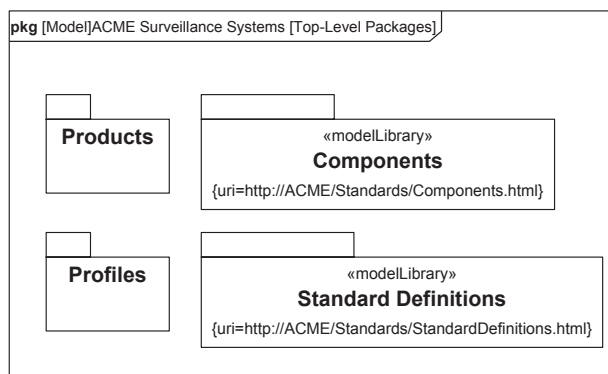 pkg [Model]ACME Surveillance Systems [Top-Level Packages]
Products
«modelLibrary»
Components
{uri=http://ACME/Standards/Components.html}
Profiles
«modelLibrary»
Standard Definitions
{uri=http://ACME/Standards/StandardDefinitions.html}